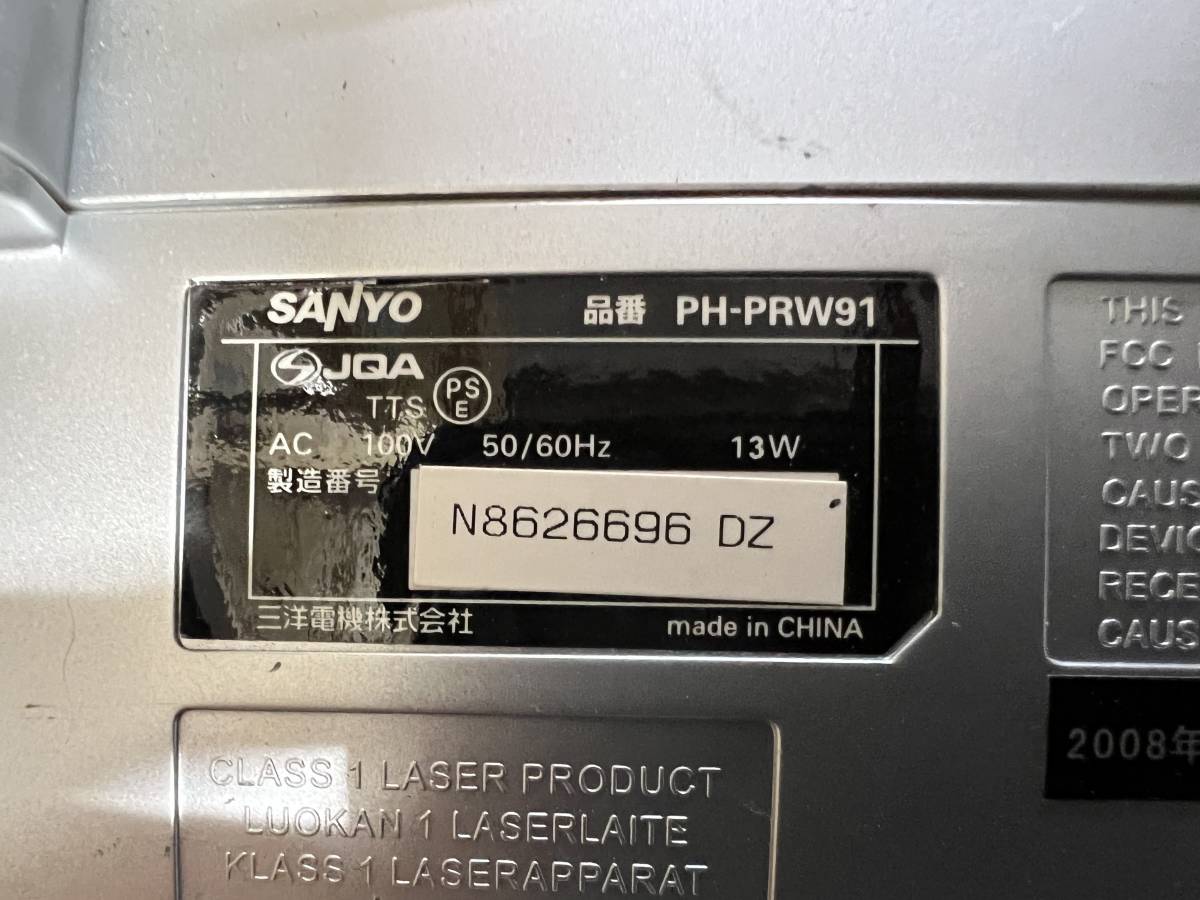 SANYO 品番 PH-PRW91
JQA
TTS PS E
AC 100V 50/60Hz 13W
製造番号 N8626696 DZ
三洋電機株式会社 made in CHINA
CLASS 1 LASER PRODUCT
LUOKAN 1 LASERLAITE
KLASS 1 LASERAPPARAT
THIS
FCC
OPER
TWO
CAUS
DEVIC
RECE
CAUS
2008年